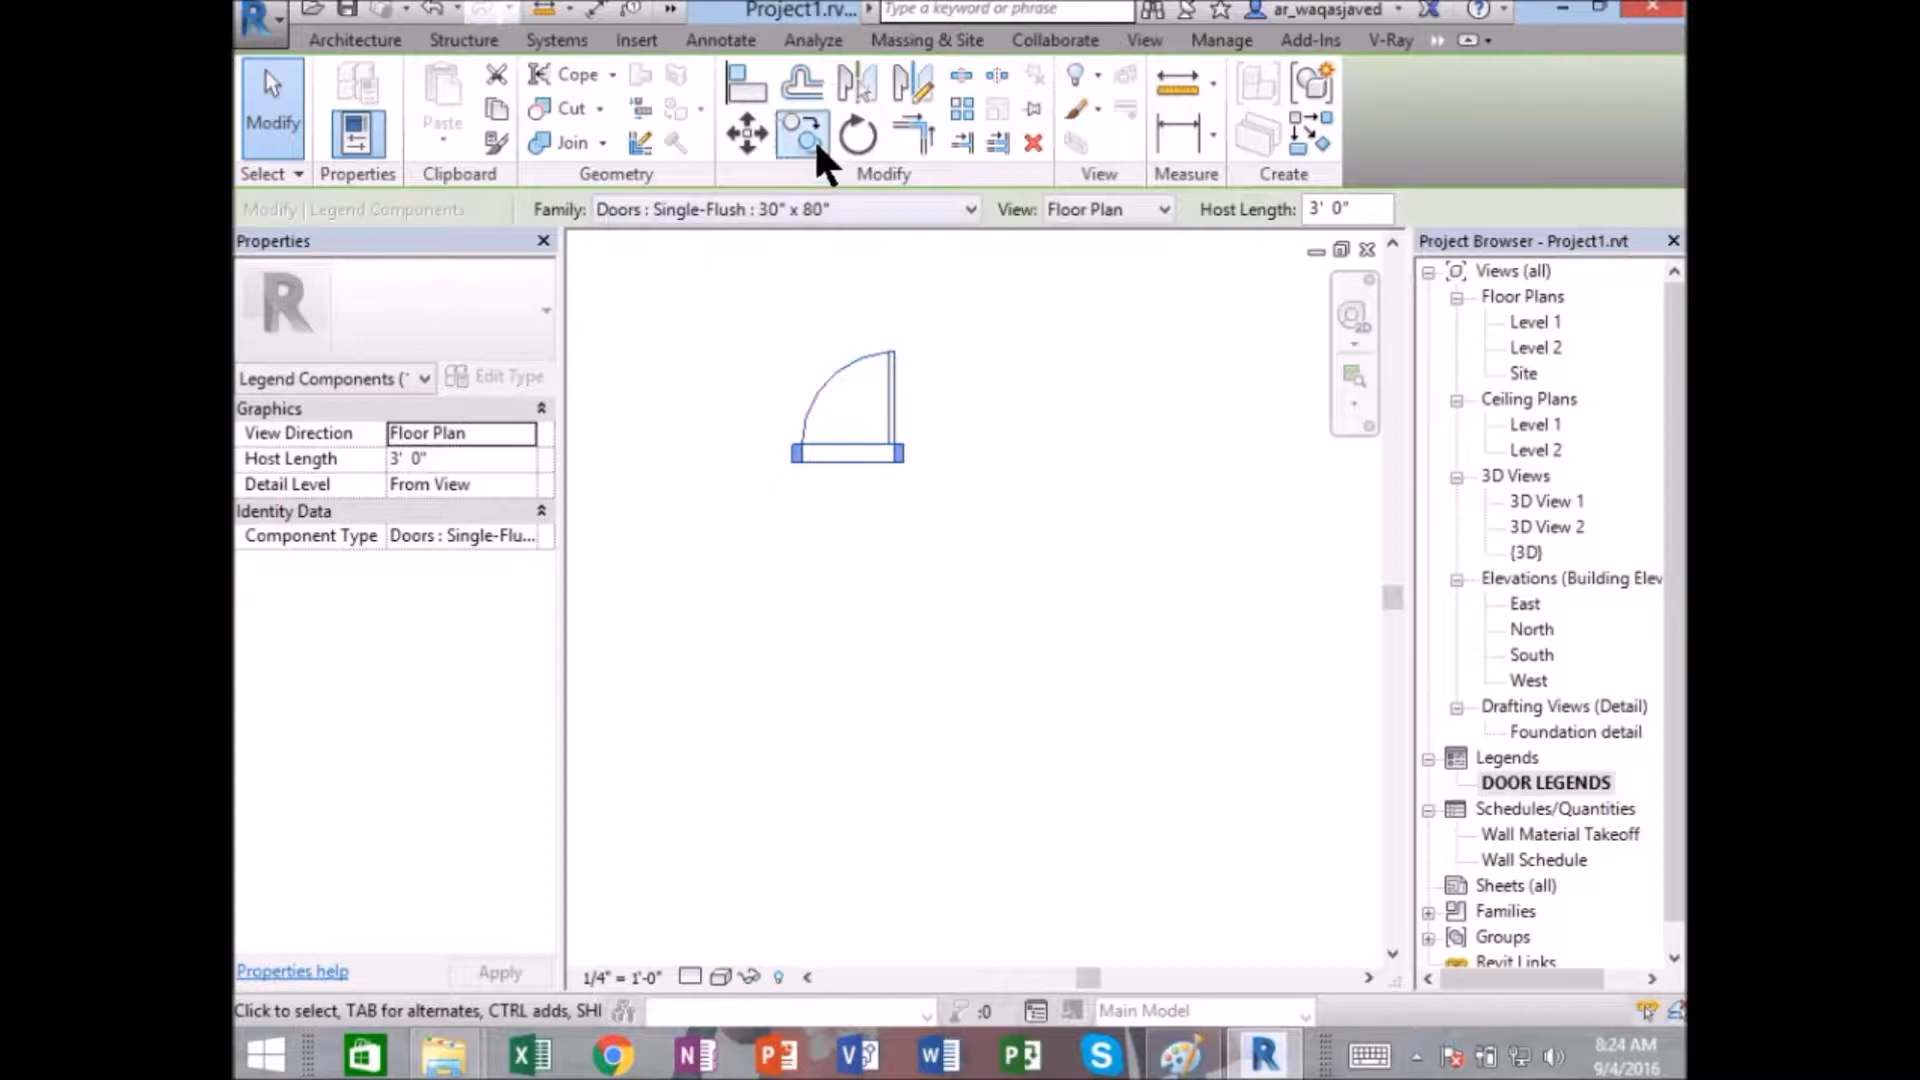 Project1.rv...
Type a keyword or phrase
ar_waqasjaved
Architecture Structure Systems Insert Annotate Analyze Massing & Site Collaborate View Manage Add-Ins V-Ray
Modify
Paste
Cope
Cut
Join
Select Properties Clipboard Geometry Modify View Measure Create
Modify | Legend Components
Family: Doors : Single-Flush : 30" x 80" View: Floor Plan Host Length: 3' 0"
Properties
R
Legend Components (
Edit Type
Graphics
View Direction Floor Plan
Host Length 3' 0"
Detail Level From View
Identity Data
Component Type Doors : Single-Flu...
Properties help
Apply
2D
1/4" = 1'-0"
Project Browser - Project1.rvt
Views (all)
Floor Plans
Level 1
Level 2
Site
Ceiling Plans
Level 1
Level 2
3D Views
3D View 1
3D View 2
{3D}
Elevations (Building Elev
East
North
South
West
Drafting Views (Detail)
Foundation detail
Legends
DOOR LEGENDS
Schedules/Quantities
Wall Material Takeoff
Wall Schedule
Sheets (all)
Families
Groups
Revit Links
Click to select, TAB for alternates, CTRL adds, SHI
:0
Main Model
8:24 AM
9/4/2016